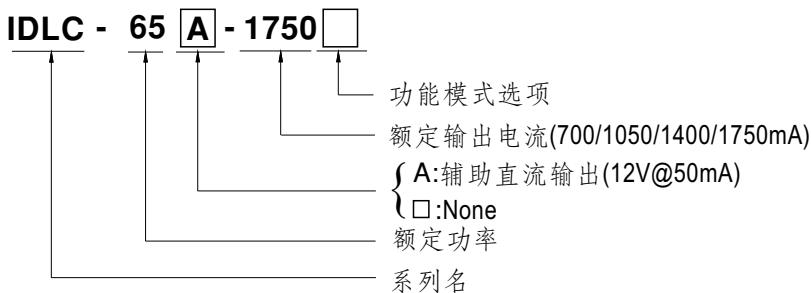 IDLC - 65 A - 1750□
功能模式选项
额定输出电流(700/1050/1400/1750mA)
A:辅助直流输出(12V@50mA)
□:None
额定功率
系列名